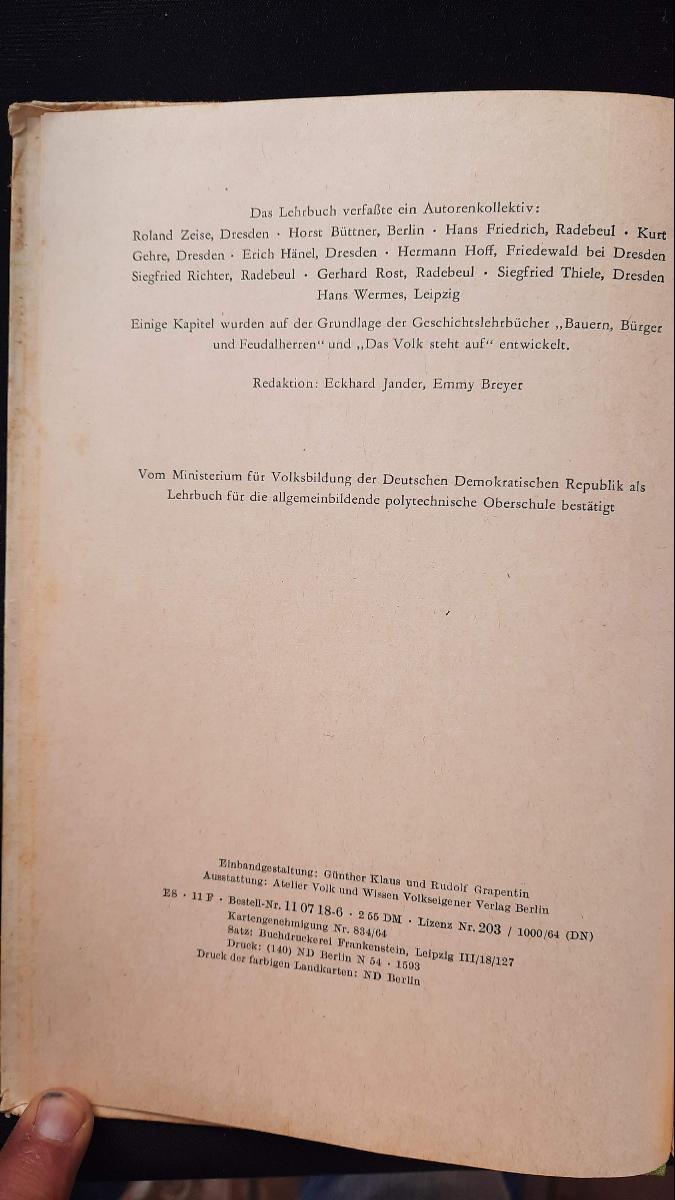 Das Lehrbuch verfaßte ein Autorenkollektiv:
Roland Zeise, Dresden · Horst Büttner, Berlin · Hans Friedrich, Radebeul · Kurt
Gehre, Dresden · Erich Hänel, Dresden · Hermann Hoff, Friedewald bei Dresden
Siegfried Richter, Radebeul · Gerhard Rost, Radebeul · Siegfried Thiele, Dresden
Hans Wermes, Leipzig
Einige Kapitel wurden auf der Grundlage der Geschichtslehrbücher „Bauern, Bürger
und Feudalherren“ und „Das Volk steht auf“ entwickelt.
Redaktion: Eckhard Jander, Emmy Breyer
Vom Ministerium für Volksbildung der Deutschen Demokratischen Republik als
Lehrbuch für die allgemeinbildende polytechnische Oberschule bestätigt
Einbandgestaltung: Günther Klaus und Rudolf Grapentin
Ausstattung: Atelier Volk und Wissen Volkseigener Verlag Berlin
ES · 11 F · Bestell-Nr. 11 07 18-6 · 2 55 DM · Lizenz Nr. 203 / 1000/64 (DN)
Kartengenehmigung Nr. 834/64
Satz: Buchdruckerei Frankenstein, Leipzig III/18/127
Druck: (140) ND Berlin N 54 · 1593
Druck der farbigen Landkarten: ND Berlin